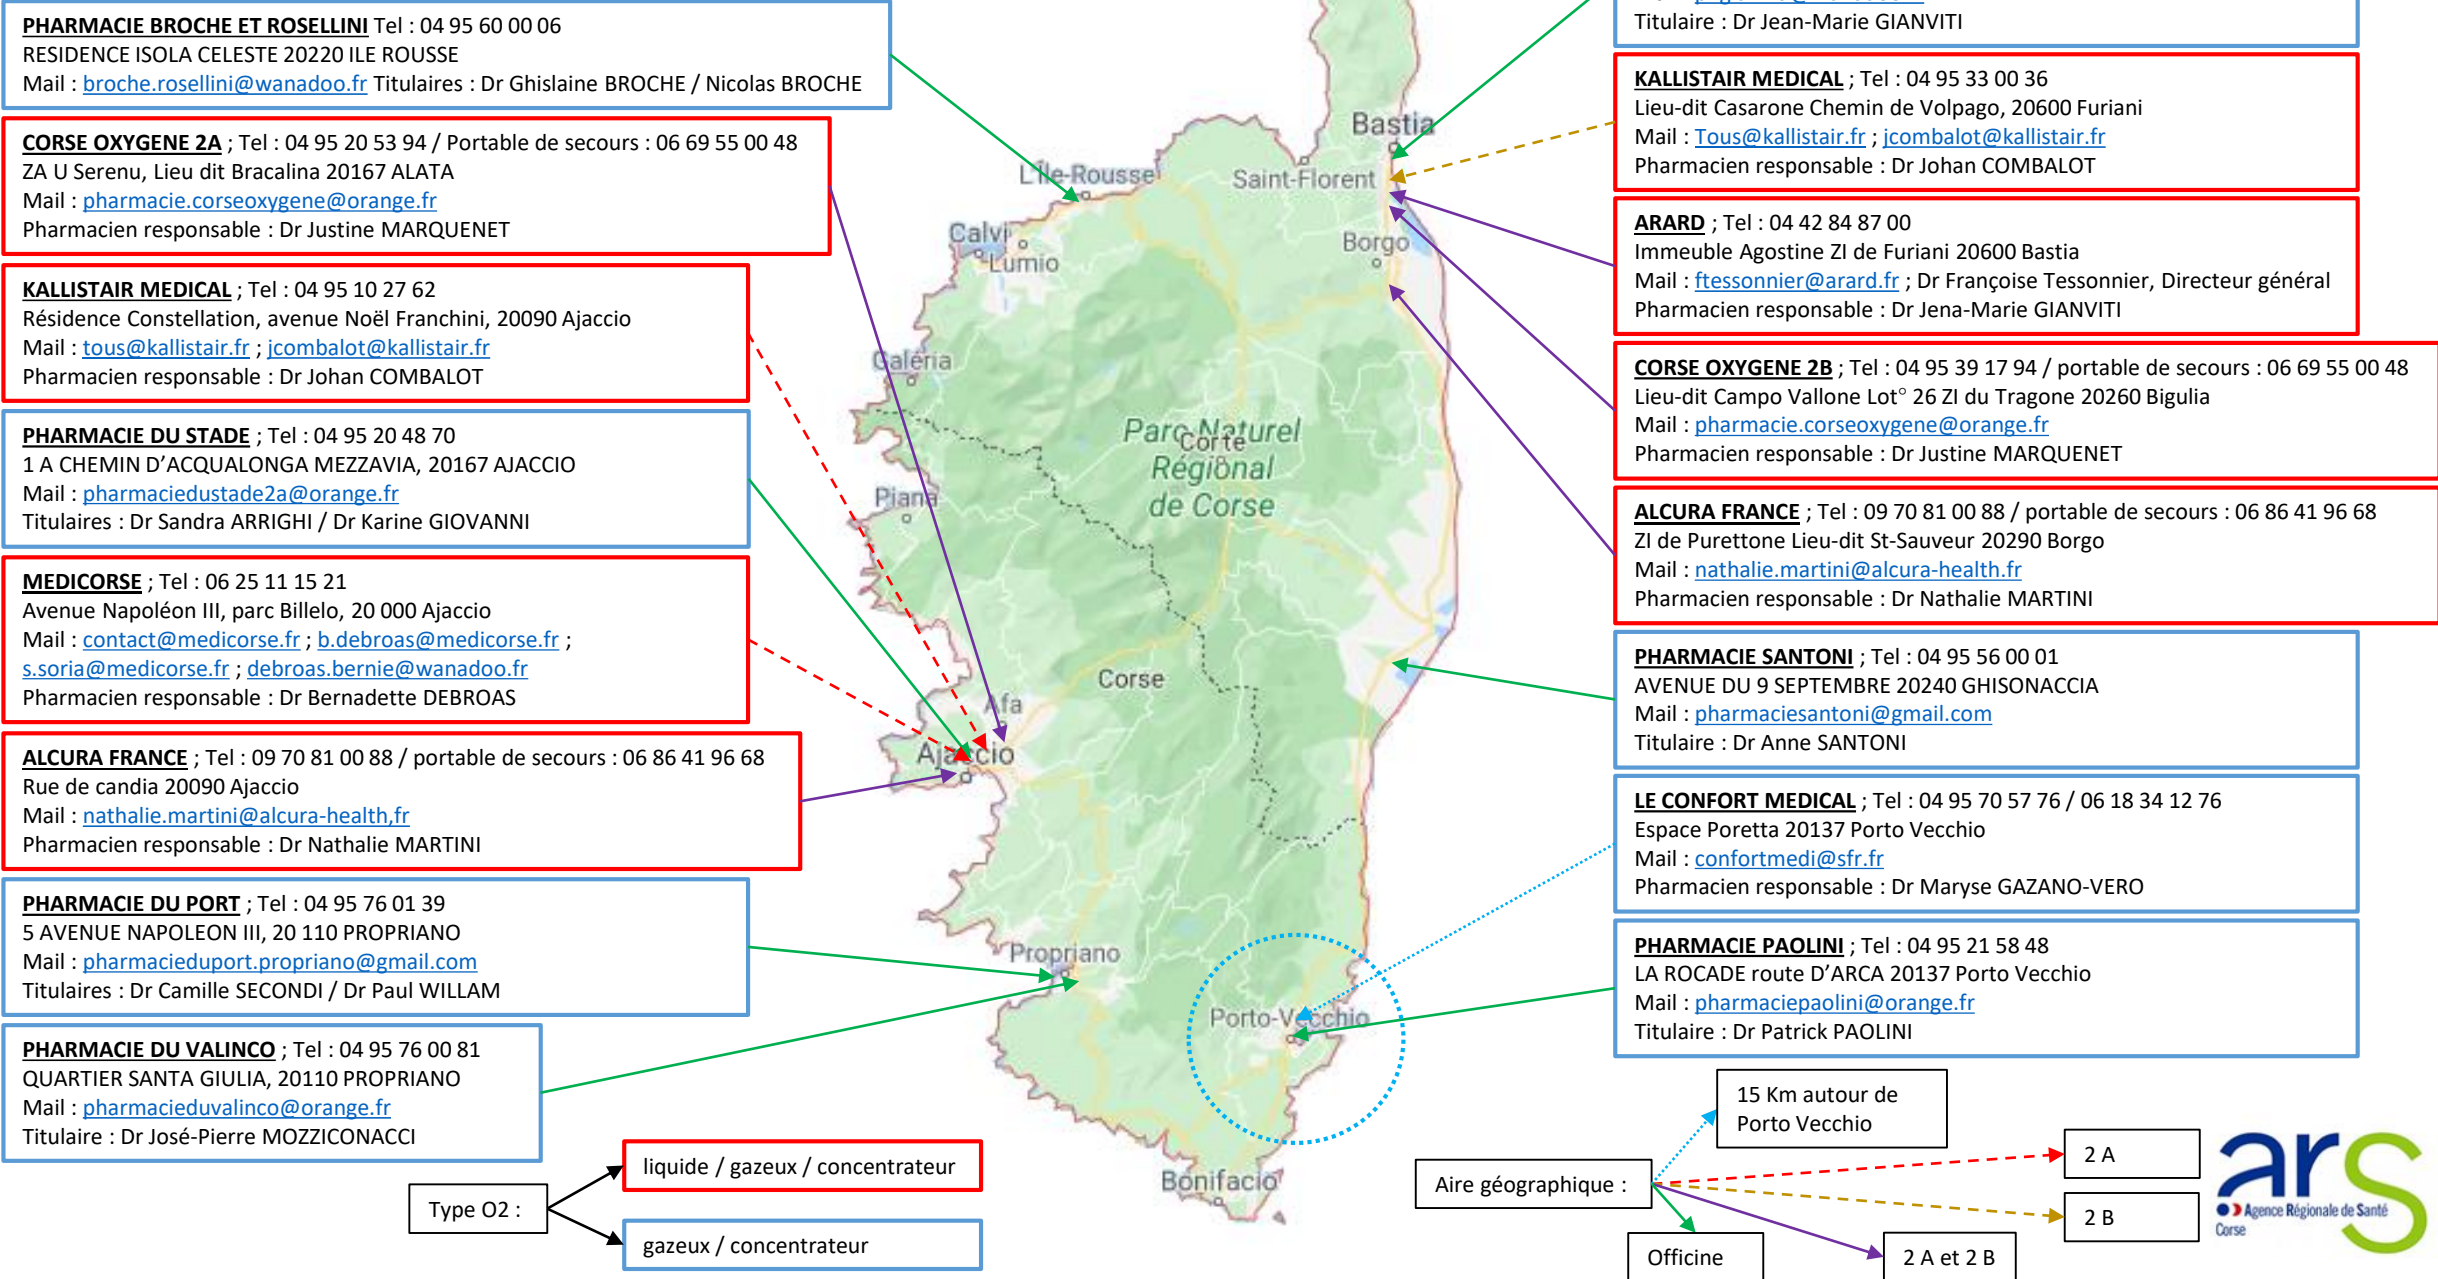 PHARMACIE BROCHE ET ROSELLINI Tel : 04 95 60 00 06
RESIDENCE ISOLA CELESTE 20220 ILE ROUSSE
Mail : broche.rosellini@wanadoo.fr Titulaires : Dr Ghislaine BROCHE / Nicolas BROCHE
CORSE OXYGENE 2A ; Tel : 04 95 20 53 94 / Portable de secours : 06 69 55 00 48
ZA U Serenu, Lieu dit Bracalina 20167 ALATA
Mail : pharmacie.corseoxygene@orange.fr
Pharmacien responsable : Dr Justine MARQUENET
KALLISTAIR MEDICAL ; Tel : 04 95 10 27 62
Résidence Constellation, avenue Noël Franchini, 20090 Ajaccio
Mail : tous@kallistair.fr ; jcombalot@kallistair.fr
Pharmacien responsable : Dr Johan COMBALOT
PHARMACIE DU STADE ; Tel : 04 95 20 48 70
1 A CHEMIN D'ACQUALONGA MEZZAVIA, 20167 AJACCIO
Mail : pharmaciedustade2a@orange.fr
Titulaires : Dr Sandra ARRIGHI / Dr Karine GIOVANNI
MEDICORSE ; Tel : 06 25 11 15 21
Avenue Napoléon III, parc Billelo, 20 000 Ajaccio
Mail : contact@medicorse.fr ; b.debroas@medicorse.fr ;
s.soria@medicorse.fr ; debroas.bernie@wanadoo.fr
Pharmacien responsable : Dr Bernadette DEBROAS
ALCURA FRANCE ; Tel : 09 70 81 00 88 / portable de secours : 06 86 41 96 68
Rue de candia 20090 Ajaccio
Mail : nathalie.martini@alcura-health,fr
Pharmacien responsable : Dr Nathalie MARTINI
PHARMACIE DU PORT ; Tel : 04 95 76 01 39
5 AVENUE NAPOLEON III, 20 110 PROPRIANO
Mail : pharmacieduport.propriano@gmail.com
Titulaires : Dr Camille SECONDI / Dr Paul WILLAM
PHARMACIE DU VALINCO ; Tel : 04 95 76 00 81
QUARTIER SANTA GIULIA, 20110 PROPRIANO
Mail : pharmacieduvalinco@orange.fr
Titulaire : Dr José-Pierre MOZZICONACCI
Type O2 :
liquide / gazeux / concentrateur
gazeux / concentrateur
Bastia
L'Île-Rousse
Saint-Florent
Calvi
Lumio
Borgo
Galéria
Parc Naturel
Corte
Régional
de Corse
Piana
Corse
Afa
Ajaccio
Propriano
Porto-Vecchio
Bonifacio
Titulaire : Dr Jean-Marie GIANVITI
KALLISTAIR MEDICAL ; Tel : 04 95 33 00 36
Lieu-dit Casarone Chemin de Volpago, 20600 Furiani
Mail : Tous@kallistair.fr ; jcombalot@kallistair.fr
Pharmacien responsable : Dr Johan COMBALOT
ARARD ; Tel : 04 42 84 87 00
Immeuble Agostine ZI de Furiani 20600 Bastia
Mail : ftessonnier@arard.fr ; Dr Françoise Tessonnier, Directeur général
Pharmacien responsable : Dr Jena-Marie GIANVITI
CORSE OXYGENE 2B ; Tel : 04 95 39 17 94 / portable de secours : 06 69 55 00 48
Lieu-dit Campo Vallone Lot° 26 ZI du Tragone 20260 Bigulia
Mail : pharmacie.corseoxygene@orange.fr
Pharmacien responsable : Dr Justine MARQUENET
ALCURA FRANCE ; Tel : 09 70 81 00 88 / portable de secours : 06 86 41 96 68
ZI de Purettone Lieu-dit St-Sauveur 20290 Borgo
Mail : nathalie.martini@alcura-health.fr
Pharmacien responsable : Dr Nathalie MARTINI
PHARMACIE SANTONI ; Tel : 04 95 56 00 01
AVENUE DU 9 SEPTEMBRE 20240 GHISONACCIA
Mail : pharmaciesantoni@gmail.com
Titulaire : Dr Anne SANTONI
LE CONFORT MEDICAL ; Tel : 04 95 70 57 76 / 06 18 34 12 76
Espace Poretta 20137 Porto Vecchio
Mail : confortmedi@sfr.fr
Pharmacien responsable : Dr Maryse GAZANO-VERO
PHARMACIE PAOLINI ; Tel : 04 95 21 58 48
LA ROCADE route D'ARCA 20137 Porto Vecchio
Mail : pharmaciepaolini@orange.fr
Titulaire : Dr Patrick PAOLINI
Aire géographique :
15 Km autour de
Porto Vecchio
2 A
2 B
2 A et 2 B
Officine
ars
Agence Régionale de Santé
Corse